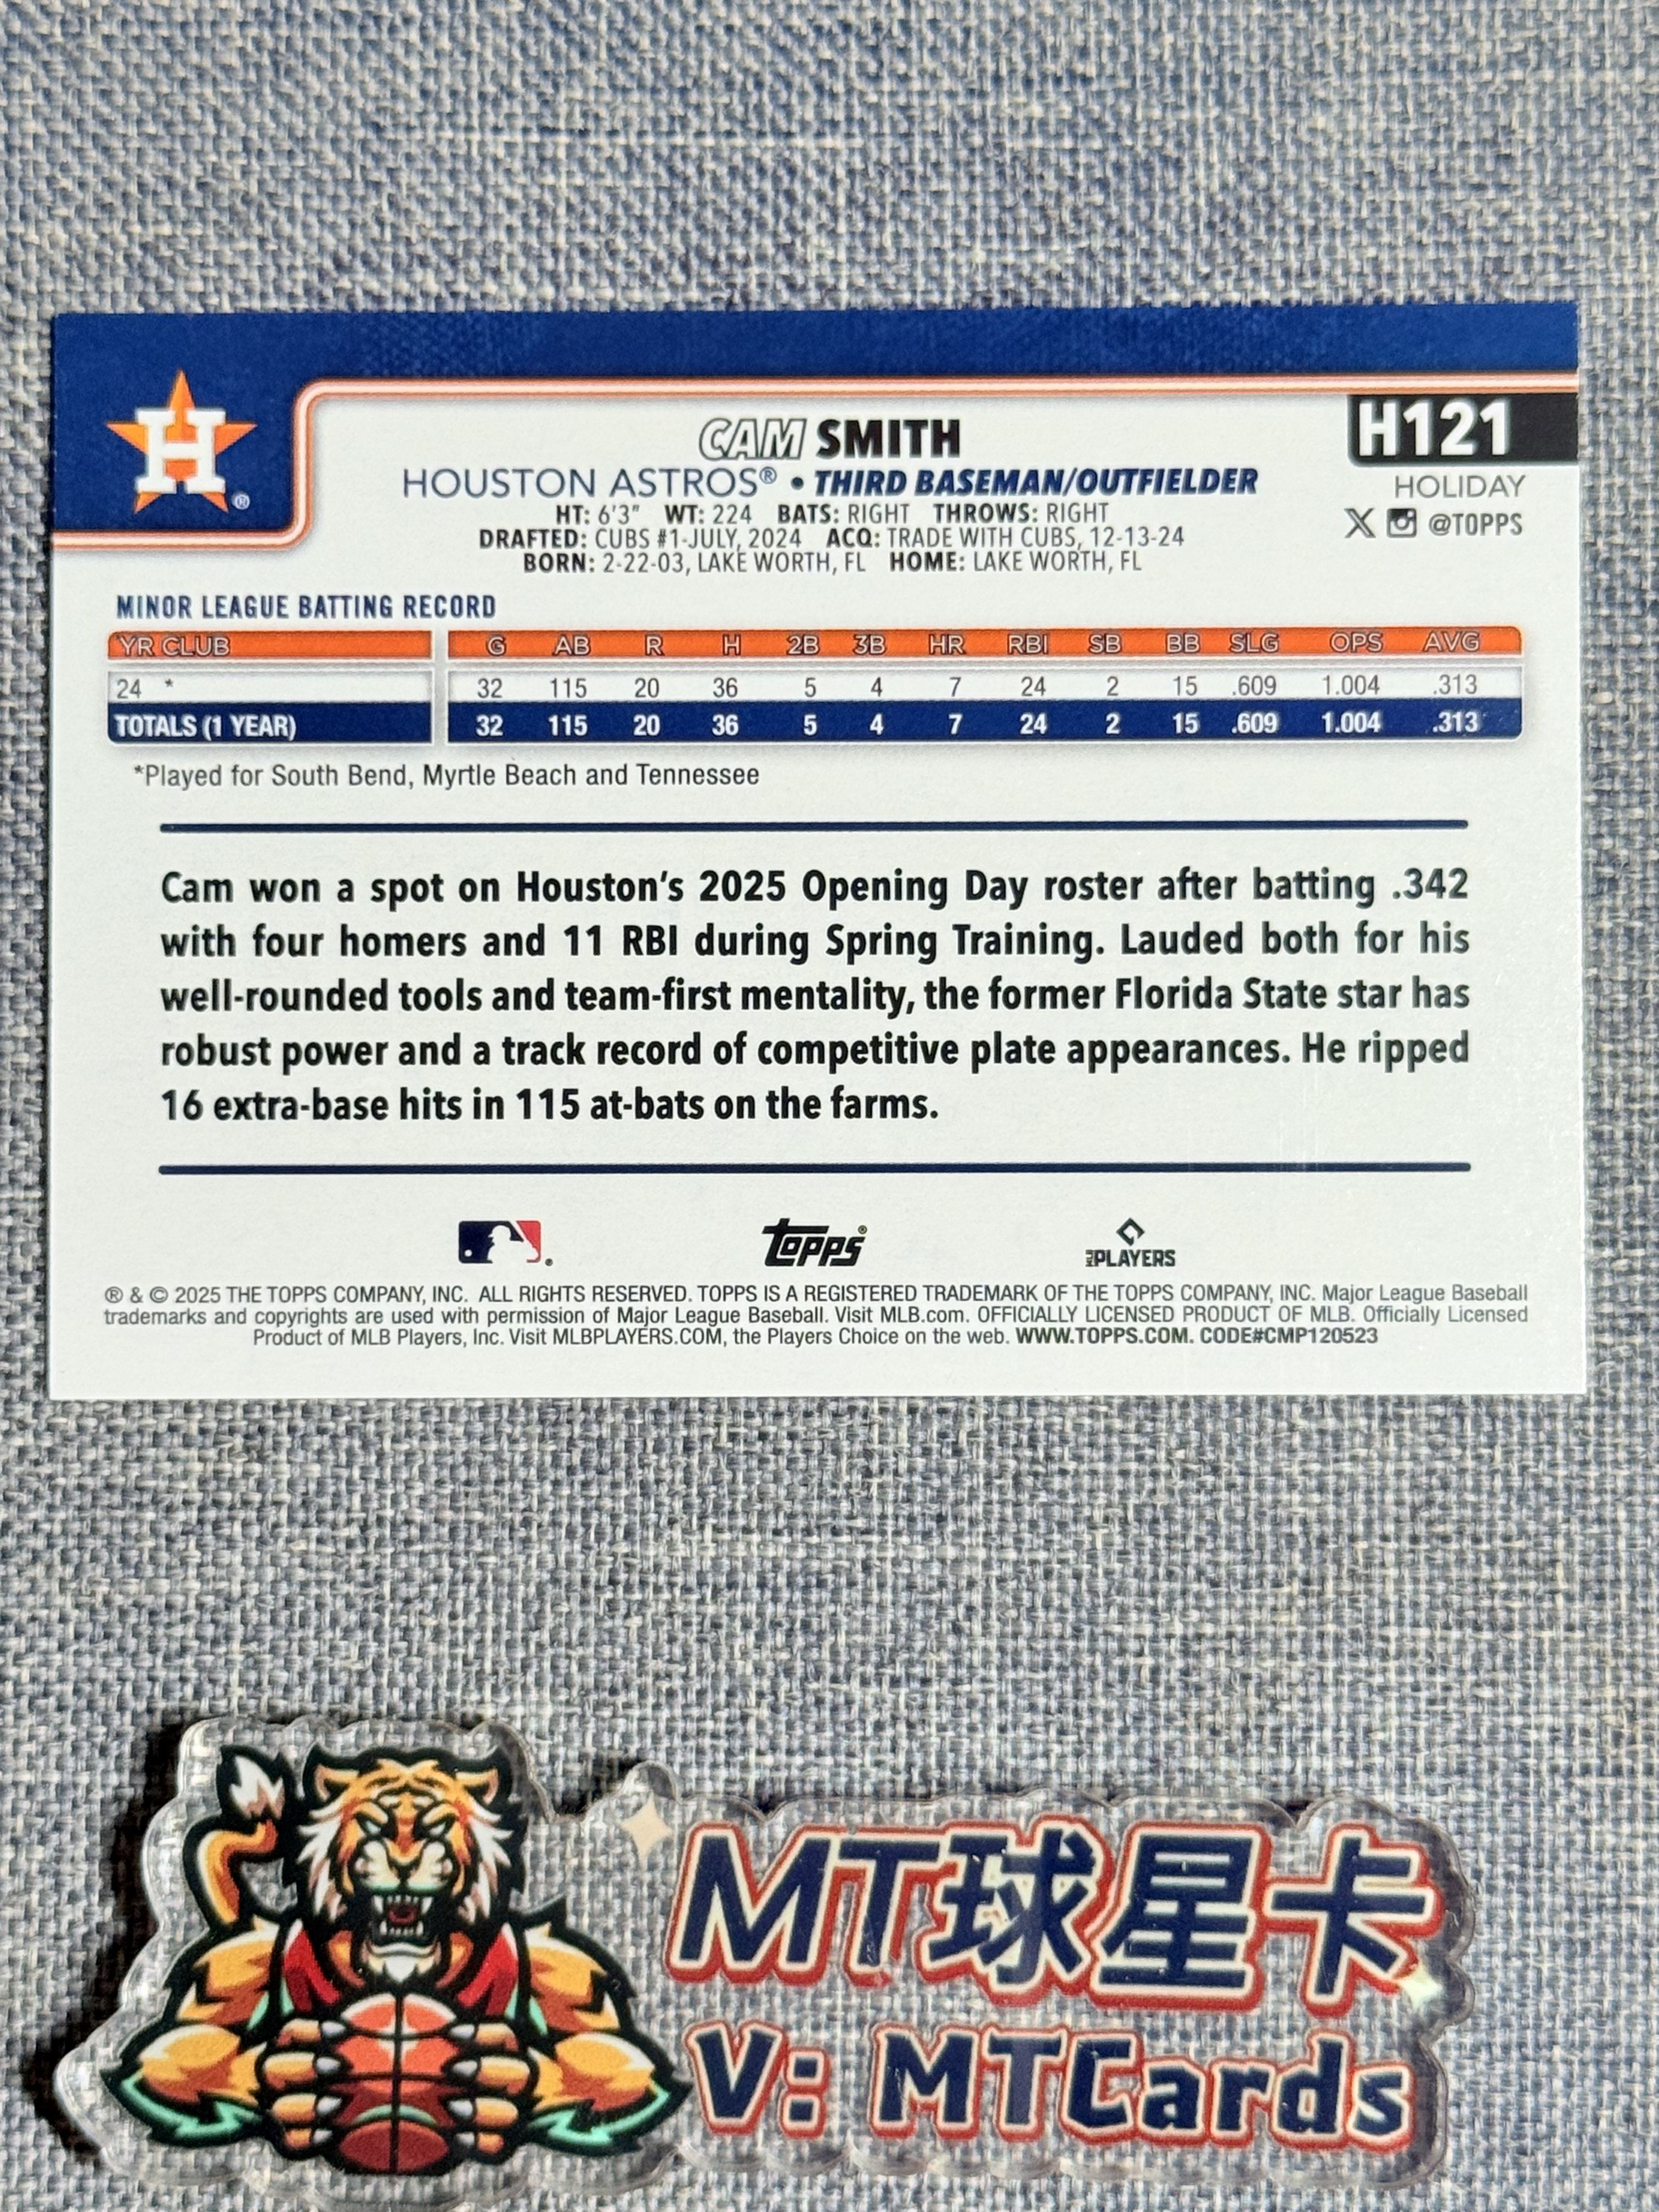 H
®
CAM SMITH
H121
HOUSTON ASTROS® • THIRD BASEMAN/OUTFIELDER
HOLIDAY
HT: 6'3" WT: 224 BATS: RIGHT THROWS: RIGHT
X @TOPPS
DRAFTED: CUBS #1-JULY, 2024 ACQ: TRADE WITH CUBS, 12-13-24
BORN: 2-22-03, LAKE WORTH, FL HOME: LAKE WORTH, FL
MINOR LEAGUE BATTING RECORD
YR CLUB G AB R H 2B 3B HR RBI SB BB SLG OPS AVG
24 * 32 115 20 36 5 4 7 24 2 15 .609 1.004 .313
TOTALS (1 YEAR) 32 115 20 36 5 4 7 24 2 15 .609 1.004 .313
*Played for South Bend, Myrtle Beach and Tennessee
Cam won a spot on Houston's 2025 Opening Day roster after batting .342
with four homers and 11 RBI during Spring Training. Lauded both for his
well-rounded tools and team-first mentality, the former Florida State star has
robust power and a track record of competitive plate appearances. He ripped
16 extra-base hits in 115 at-bats on the farms.
topps®
MLB PLAYERS
® & © 2025 THE TOPPS COMPANY, INC. ALL RIGHTS RESERVED. TOPPS IS A REGISTERED TRADEMARK OF THE TOPPS COMPANY, INC. Major League Baseball
trademarks and copyrights are used with permission of Major League Baseball. Visit MLB.com. OFFICIALLY LICENSED PRODUCT OF MLB. Officially Licensed
Product of MLB Players, Inc. Visit MLBPLAYERS.COM, the Players Choice on the web. WWW.TOPPS.COM. CODE#CMP120523
MT球星卡
V: MTCards